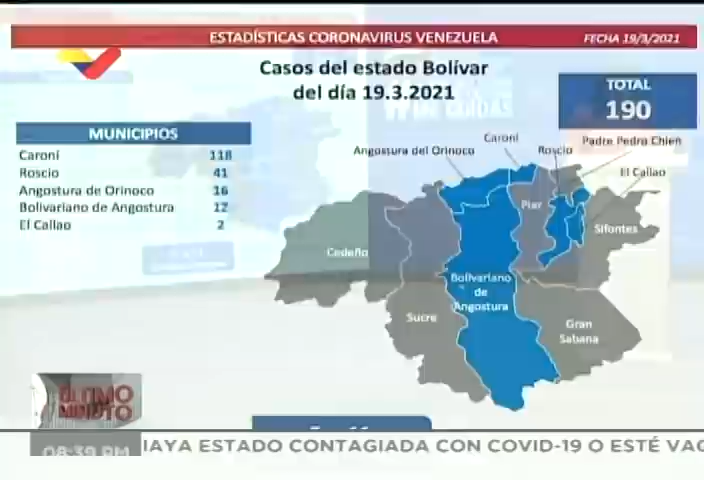 ESTADÍSTICAS CORONAVIRUS VENEZUELA
FECHA 19/3/2021
Casos del estado Bolívar
del día 19.3.2021
TOTAL
190
MUNICIPIOS
Caroní 118
Roscio 41
Angostura de Orinoco 16
Bolivariano de Angostura 12
El Callao 2
Angostura del Orinoco
Caroní
Roscio
Padre Pedro Chien
El Callao
Piar
Sifontes
Cedeño
Bolivariano
de
Angostura
Sucre
Gran
Sabana
ÚLTIMO
MINUTO
08:39 PM
HAYA ESTADO CONTAGIADA CON COVID-19 O ESTÉ VAC